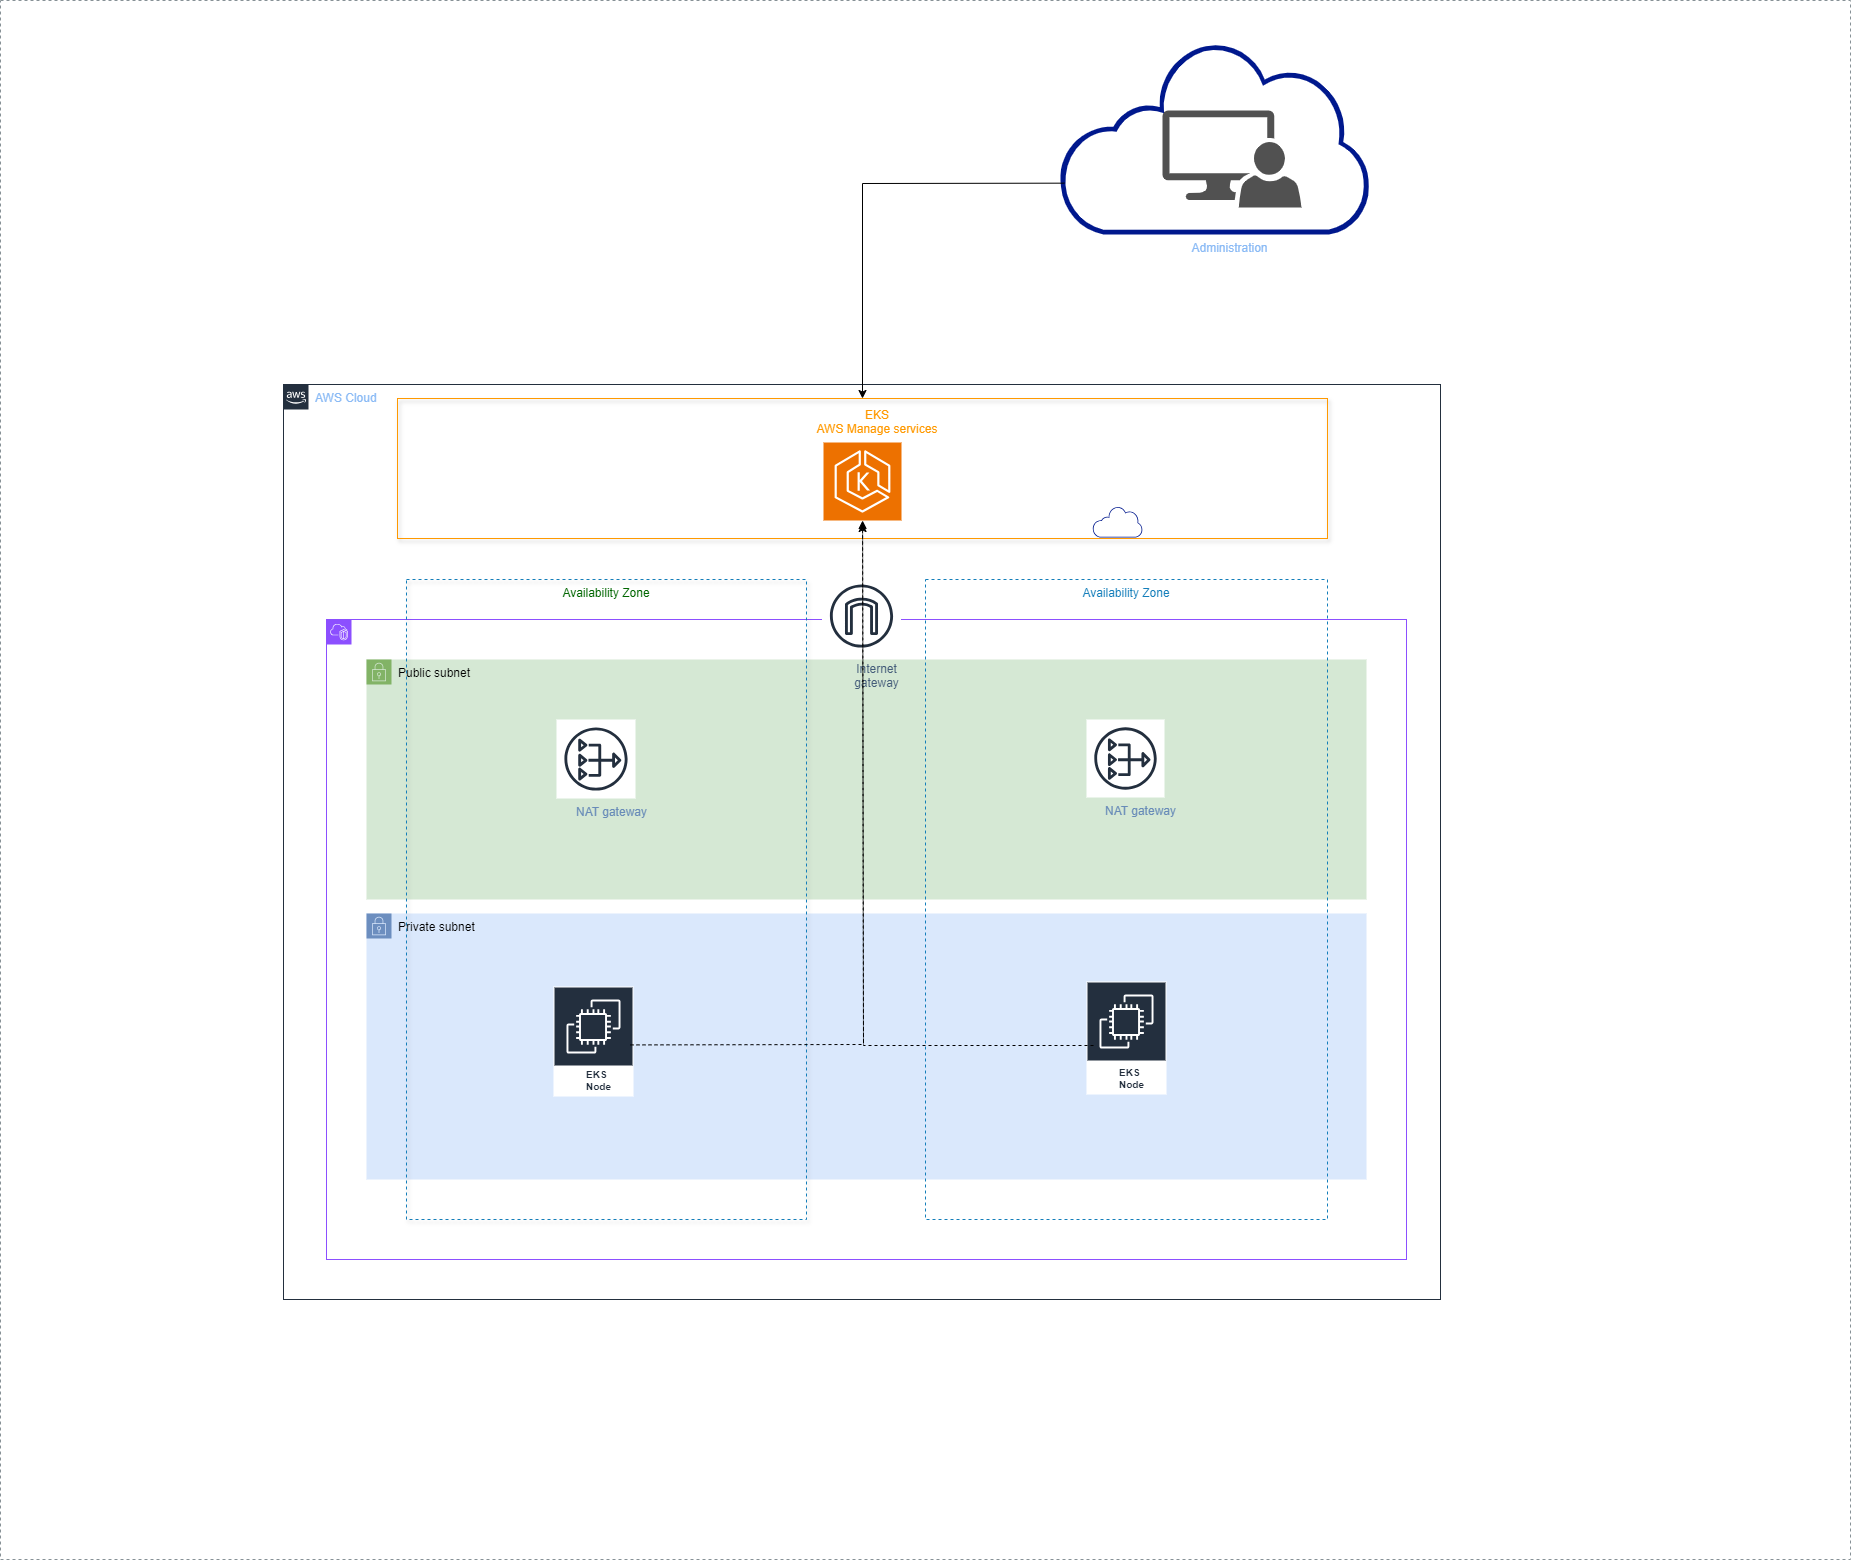 Administration
aws
AWS Cloud
EKS
AWS Manage services
K
Availability Zone
Availability Zone
Internet
gateway
Public subnet
NAT gateway
NAT gateway
Private subnet
EKS
Node
EKS
Node